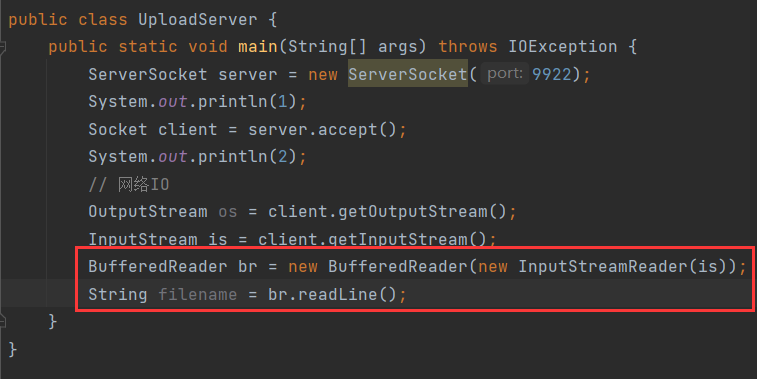 public class UploadServer {
public static void main(String[] args) throws IOException {
ServerSocket server = new ServerSocket( port: 9922);
System.out.println(1);
Socket client = server.accept();
System.out.println(2);
// 网络IO
OutputStream os = client.getOutputStream();
InputStream is = client.getInputStream();
BufferedReader br = new BufferedReader(new InputStreamReader(is));
String filename = br.readLine();
}
}